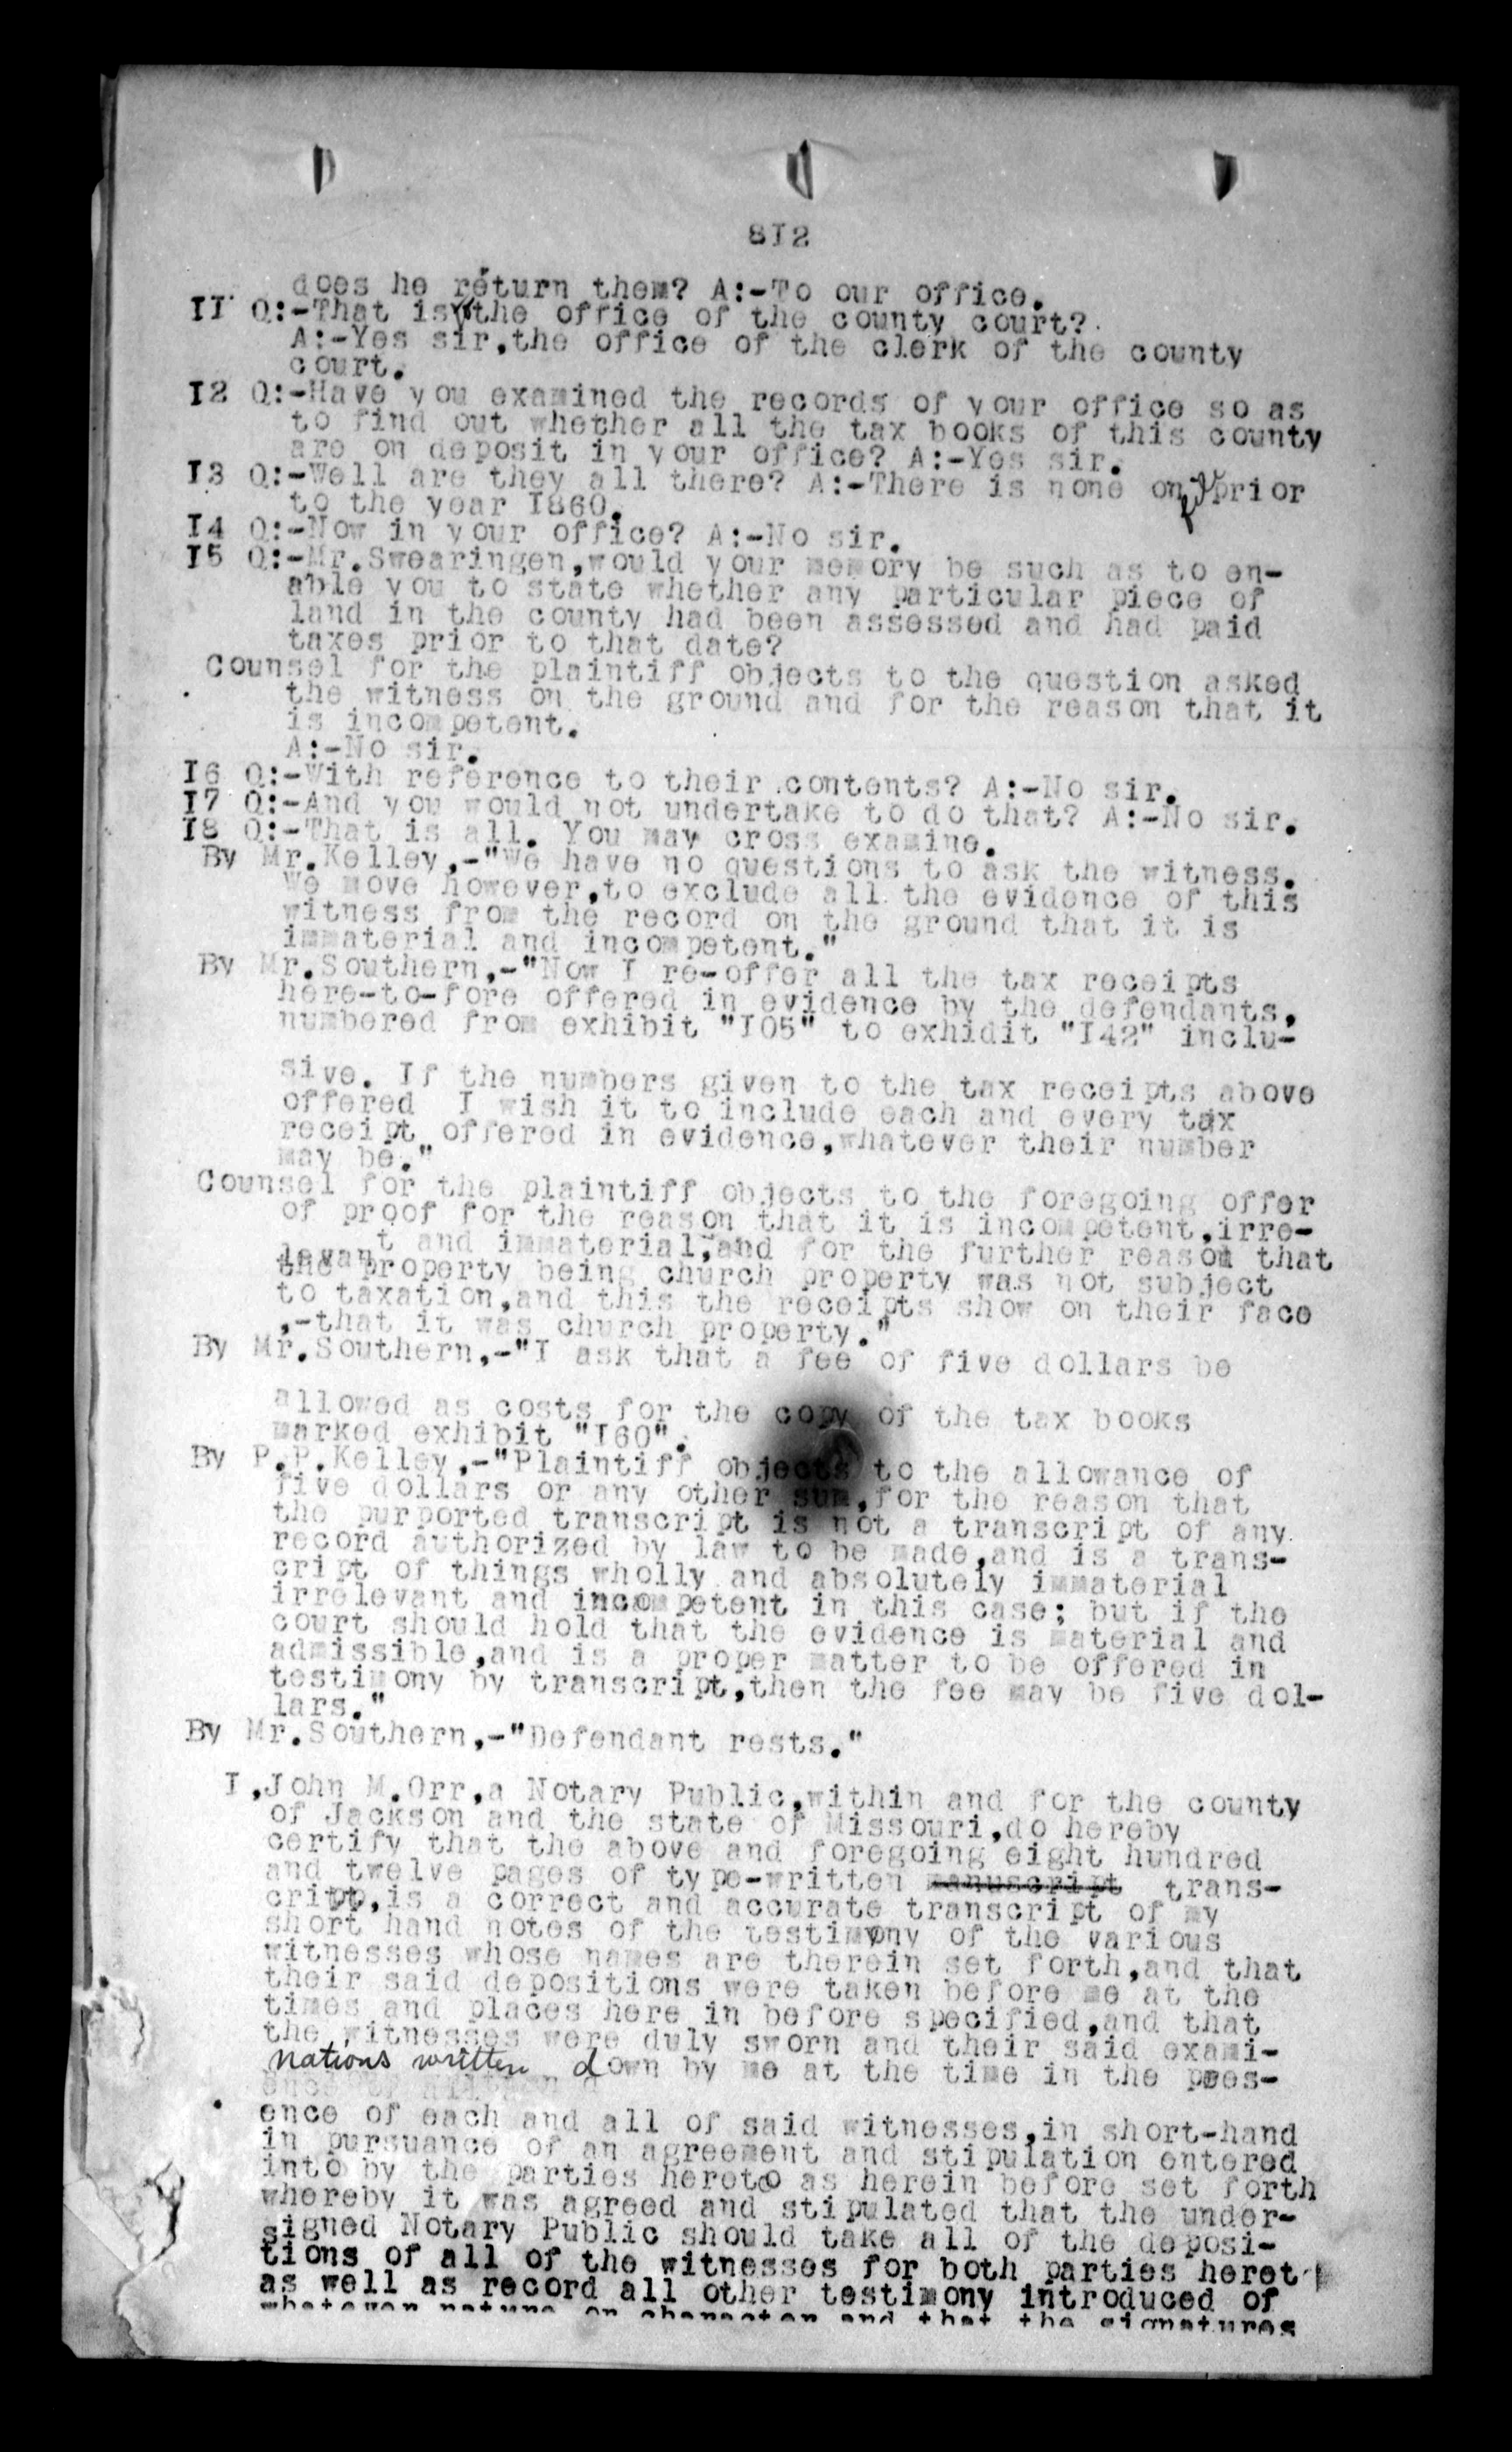 8I2
does he return them? A:-To our office.
II Q:-That is the office of the county court?
A:-Yes sir,the office of the clerk of the county
court.
I2 Q:-Have you examined the records of your office so as
to find out whether all the tax books of this county
are on deposit in your office? A:-Yes sir.
I3 Q:-Well are they all there? A:-There is none on prior
to the year I860.
I4 Q:-Now in your office? A:-No sir.
I5 Q:-Mr.Swearingen,would your memory be such as to en-
able you to state whether any particular piece of
land in the county had been assessed and had paid
taxes prior to that date?
Counsel for the plaintiff objects to the question asked
the witness on the ground and for the reason that it
is incompetent.
A:-No sir.
I6 Q:-With reference to their contents? A:-No sir.
I7 Q:-And you would not undertake to do that? A:-No sir.
I8 Q:-That is all. You may cross examine.
By Mr.Kelley,-"We have no questions to ask the witness.
We move however,to exclude all the evidence of this
witness from the record on the ground that it is
immaterial and incompetent."
By Mr.Southern,-"Now I re-offer all the tax receipts
here-to-fore offered in evidence by the defendants,
numbered from exhibit "I05" to exhidit "I42" inclu-
sive. If the numbers given to the tax receipts above
offered I wish it to include each and every tax
receipt offered in evidence,whatever their number
may be."
Counsel for the plaintiff objects to the foregoing offer
of proof for the reason that it is incompetent,irre-
levant and immaterial,and for the further reason that
the property being church property was not subject
to taxation,and this the receipts show on their face
,-that it was church property."
By Mr.Southern,-"I ask that a fee of five dollars be
allowed as costs for the copy of the tax books
marked exhibit "I60".
By P.P.Kelley,-"Plaintiff objects to the allowance of
five dollars or any other sum,for the reason that
the purported transcript is not a transcript of any
record authorized by law to be made,and is a trans-
cript of things wholly and absolutely immaterial
irrelevant and incompetent in this case; but if the
court should hold that the evidence is material and
admissible,and is a proper matter to be offered in
testimony by transcript,then the fee may be five dol-
lars."
By Mr.Southern,-"Defendant rests."
I,John M.Orr,a Notary Public,within and for the county
of Jackson and the state of Missouri,do hereby
certify that the above and foregoing eight hundred
and twelve pages of type-written manuscript trans-
cript,is a correct and accurate transcript of my
short hand notes of the testimony of the various
witnesses whose names are therein set forth,and that
their said depositions were taken before me at the
times and places here in before specified,and that
the witnesses were duly sworn and their said exami-
nations written down by me at the time in the pres-
ence of each and all of said witnesses,in short-hand
in pursuance of an agreement and stipulation entered
into by the parties hereto as herein before set forth
whereby it was agreed and stipulated that the under-
signed Notary Public should take all of the deposi-
tions of all of the witnesses for both parties heret
as well as record all other testimony introduced of
whatever nature or character and that the signatures